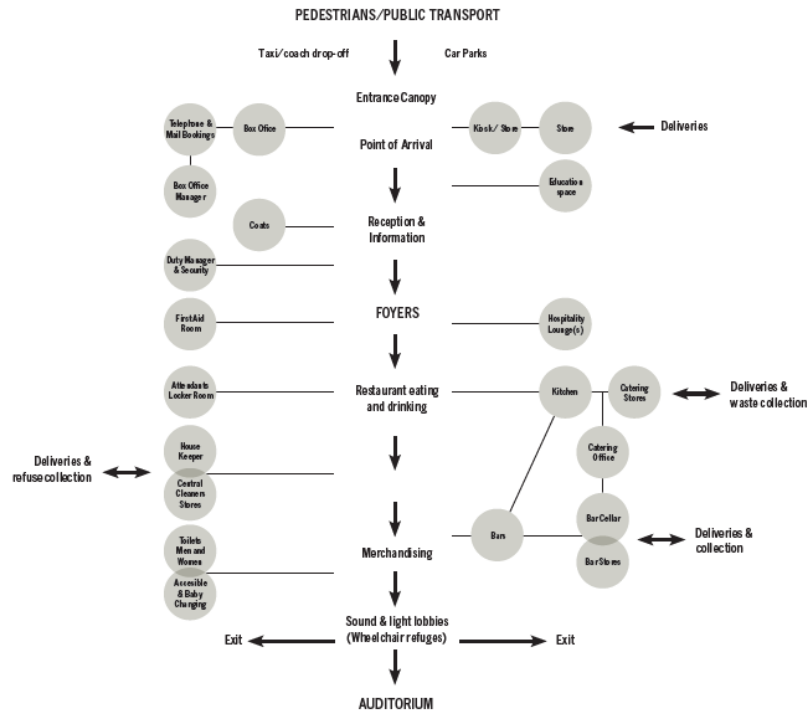 PEDESTRIANS/PUBLIC TRANSPORT
Taxi/coach drop-off
Car Parks
Entrance Canopy
Telephone &
Mail Bookings
Box Office
Kiosk / Store
Store
Deliveries
Point of Arrival
Box Office
Manager
Education
space
Coats
Reception &
Information
Duty Manager
& Security
FOYERS
First Aid
Room
Hospitality
Lounge(s)
Attendants
Locker Room
Restaurant eating
and drinking
Kitchen
Catering
Stores
Deliveries &
waste collection
House
Keeper
Catering
Office
Deliveries &
refuse collection
Central
Cleaners
Stores
Bars
Bar Cellar
Bar Stores
Deliveries &
collection
Toilets
Men and
Women
Merchandising
Accesible
& Baby
Changing
Sound & light lobbies
(Wheelchair refuges)
Exit
Exit
AUDITORIUM